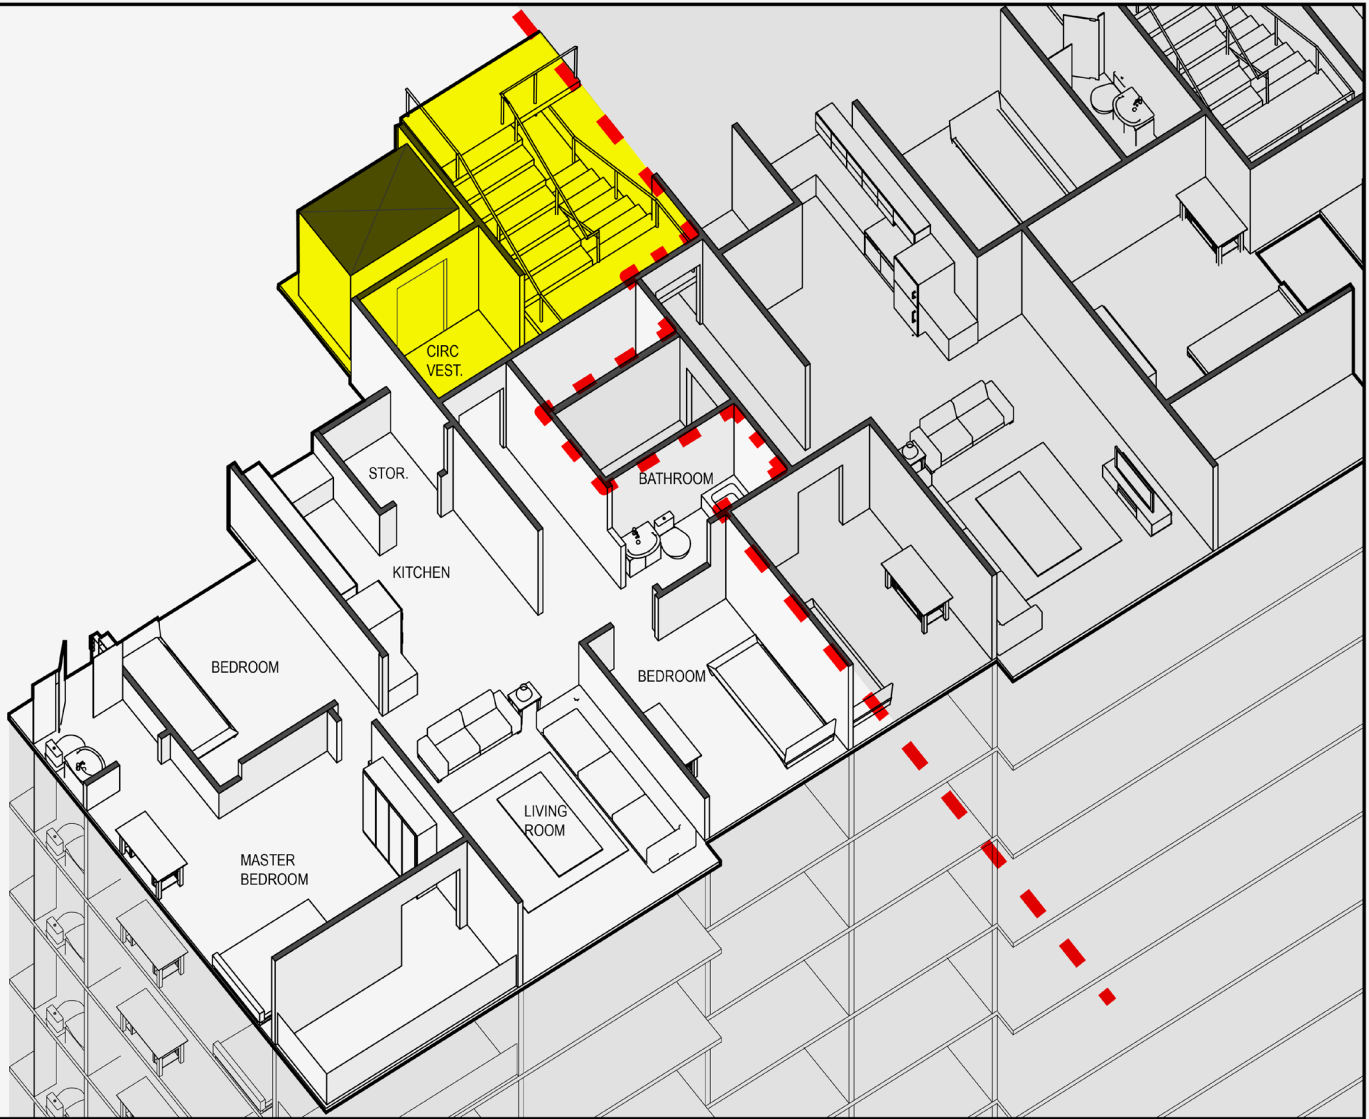 CIRC
VEST.
STOR.
BATHROOM
KITCHEN
BEDROOM
BEDROOM
LIVING
ROOM
MASTER
BEDROOM